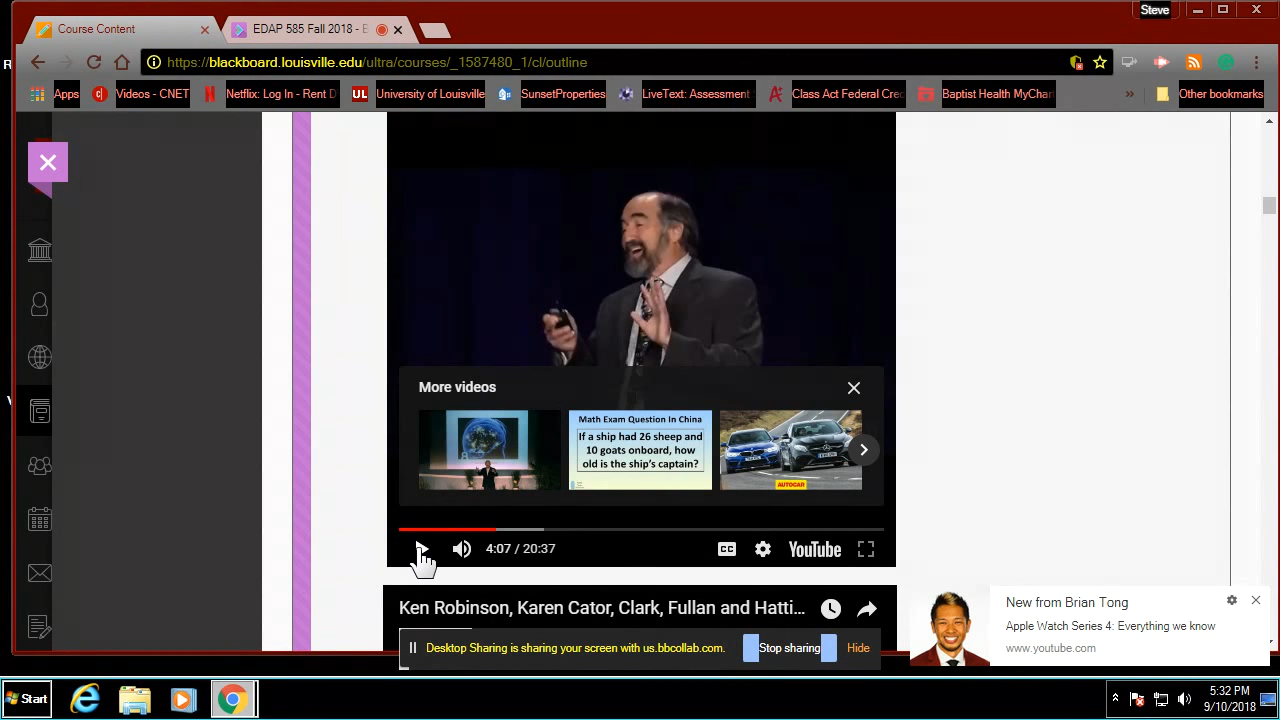 Steve
Course Content
EDAP 585 Fall 2018 - B
https://blackboard.louisville.edu/ultra/courses/_1587480_1/cl/outline
Apps
Videos - CNET
Netflix: Log In - Rent D
UL
University of Louisville
SunsetProperties
LiveText: Assessment
Class Act Federal Cred
Baptist Health MyChar
»
Other bookmarks
More videos
Math Exam Question In China
If a ship had 26 sheep and
10 goats onboard, how
old is the ship's captain?
AUTOCAR
4:07 / 20:37
CC
YouTube
Ken Robinson, Karen Cator, Clark, Fullan and Hatti...
Desktop Sharing is sharing your screen with us.bbcollab.com.
Stop sharing
Hide
New from Brian Tong
Apple Watch Series 4: Everything we know
www.youtube.com
Start
5:32 PM
9/10/2018